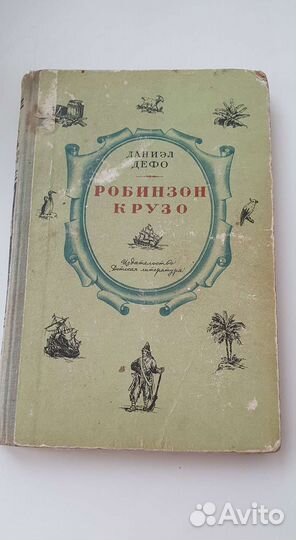 ДАНИЭЛ
ДЕФО
РОБИНЗОН
КРУЗО
Издательство
"Детская литература"
Avito